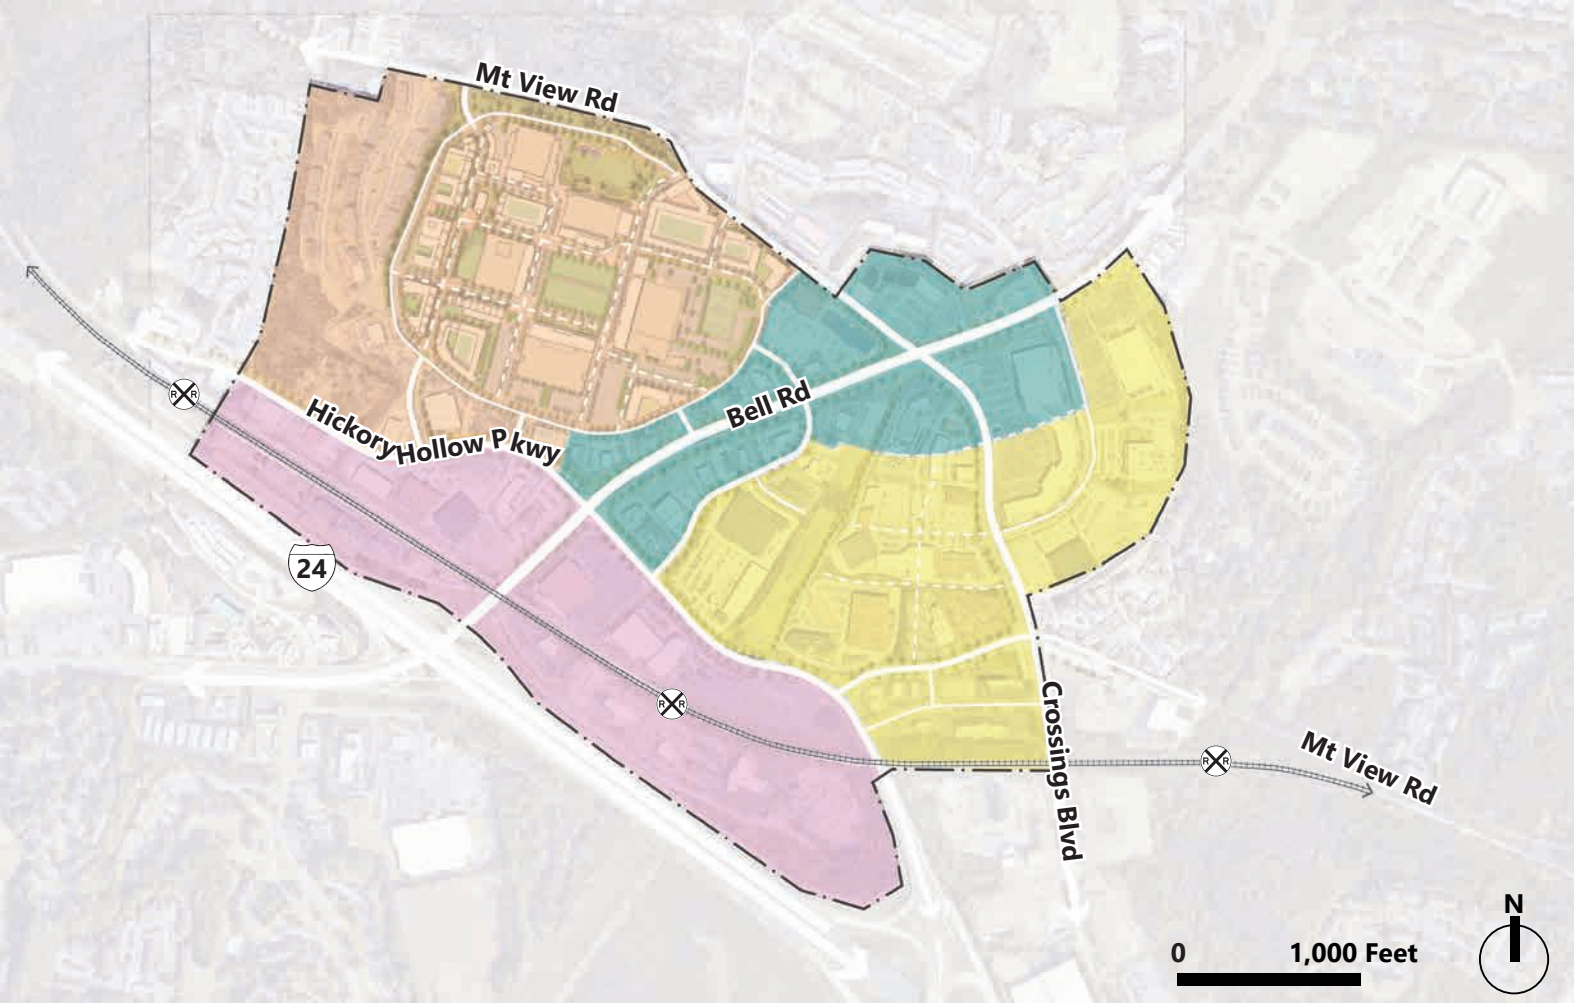 Mt View Rd
Bell Rd
R R
Hickory Hollow Pkwy
24
R R
Crossings Blvd
Mt View Rd
R R
N
0 1,000 Feet